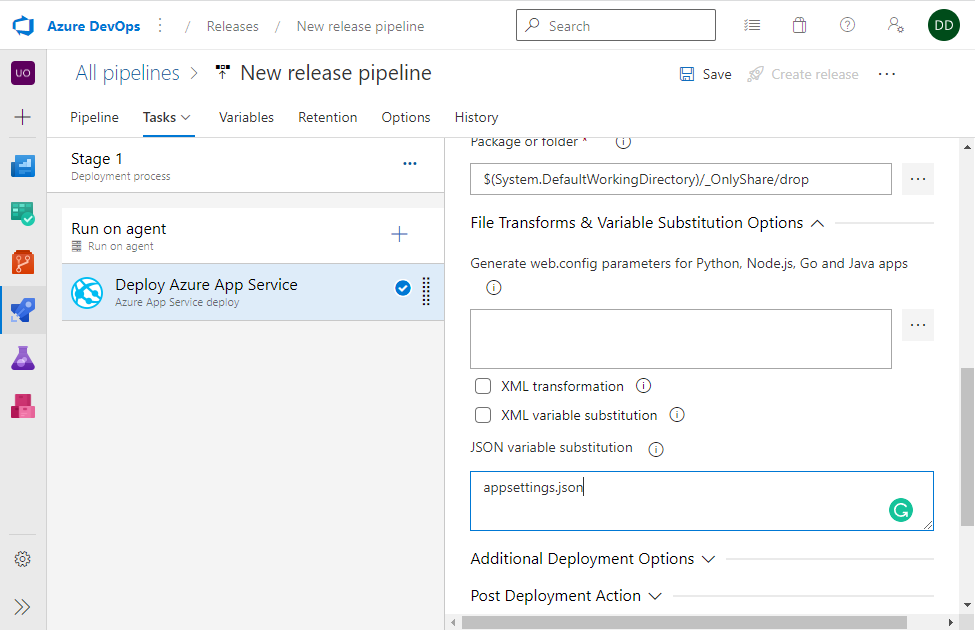 Azure DevOps / Releases / New release pipeline
Search
DD
UO
All pipelines > New release pipeline
Save
Create release
Pipeline Tasks Variables Retention Options History
Stage 1
Deployment process
Run on agent
Run on agent
Deploy Azure App Service
Azure App Service deploy
Package or folder *
$(System.DefaultWorkingDirectory)/_OnlyShare/drop
File Transforms & Variable Substitution Options
Generate web.config parameters for Python, Node.js, Go and Java apps
XML transformation
XML variable substitution
JSON variable substitution
appsettings.json
Additional Deployment Options
Post Deployment Action